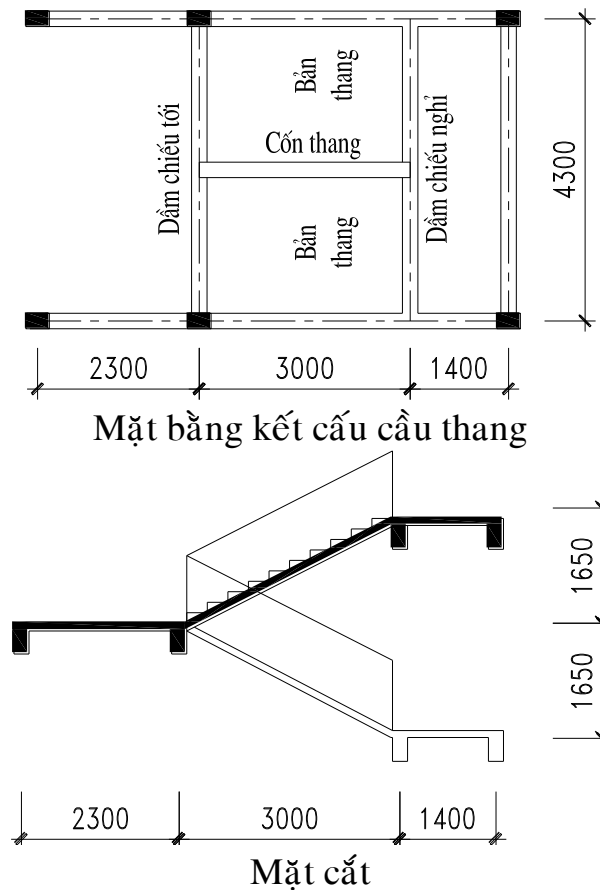 Dầm chiếu tới
Bản
thang
Cốn thang
Bản
thang
Dầm chiếu nghỉ
4300
2300
3000
1400
Mặt bằng kết cấu cầu thang
1650
1650
2300
3000
1400
Mặt cắt